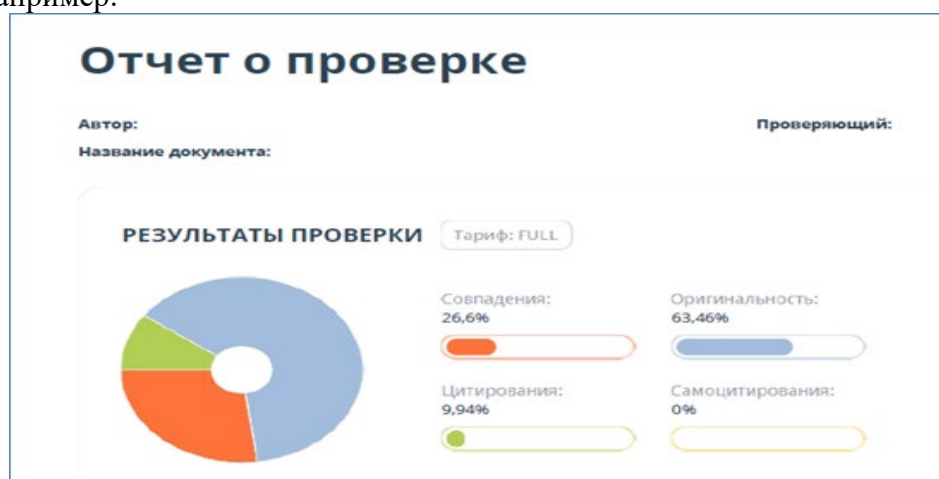 Отчет о проверке
Автор: Проверяющий:
Название документа:
РЕЗУЛЬТАТЫ ПРОВЕРКИ Тариф: FULL
Совпадения: Оригинальность:
26,6% 63,46%
Цитирования: Самоцитирования:
9,94% 0%